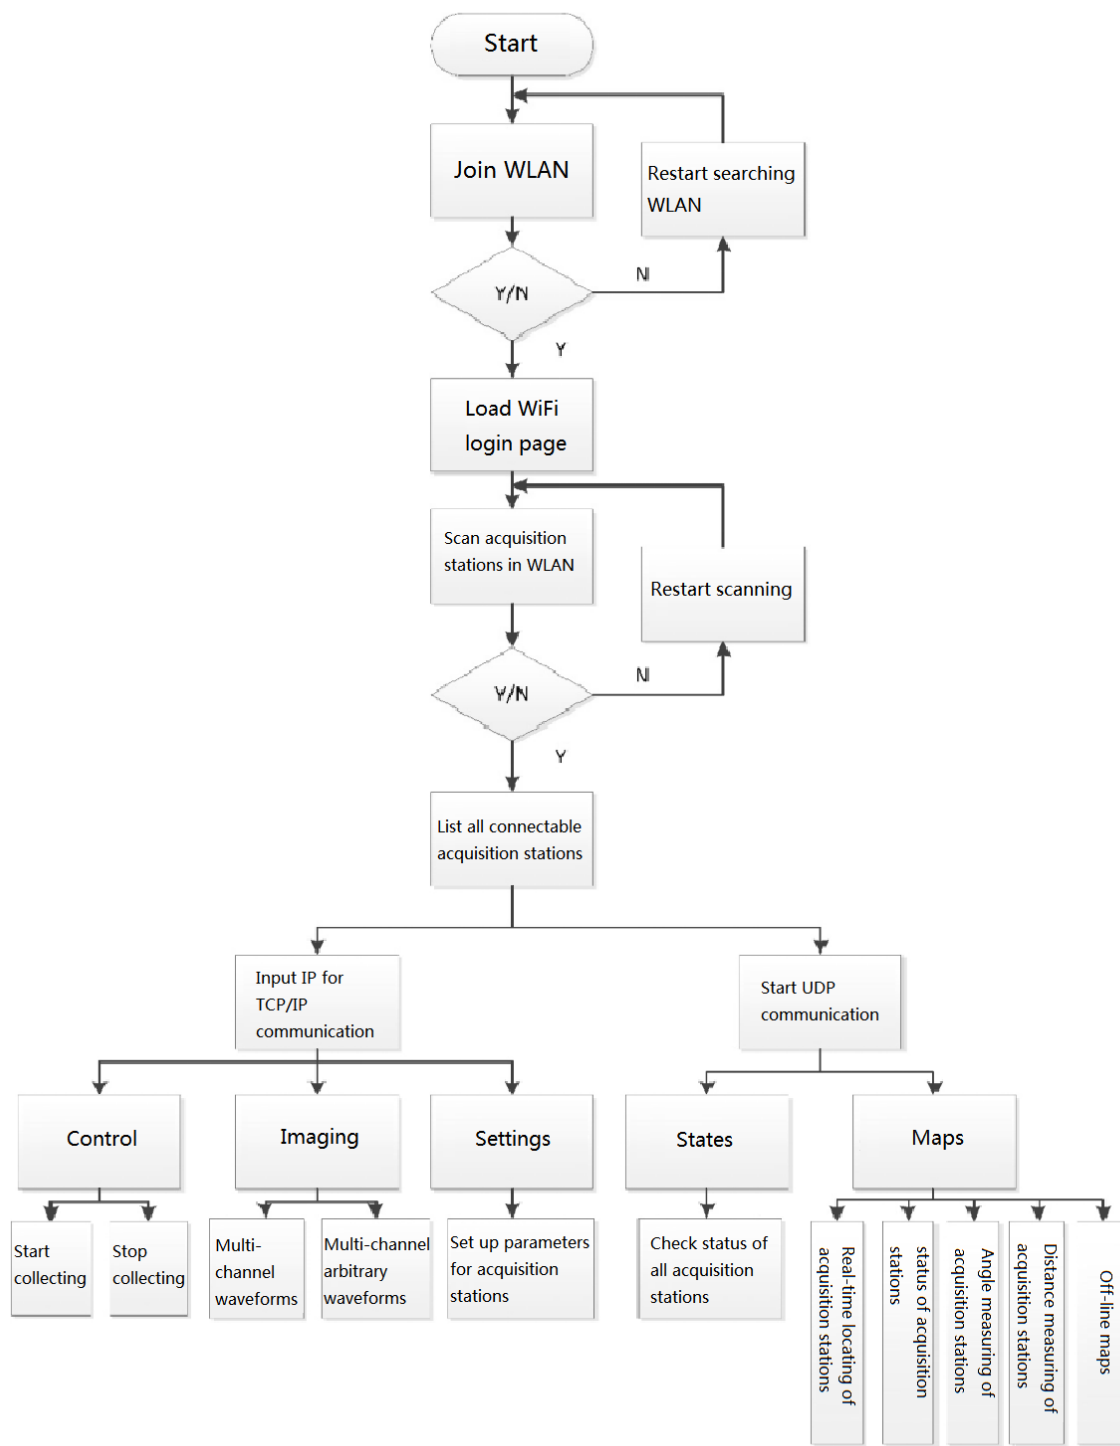 Start
Join WLAN
Restart searching
WLAN
Y/N
N
Y
Load WiFi
login page
Scan acquisition
stations in WLAN
Restart scanning
Y/N
N
Y
List all connectable
acquisition stations
Input IP for
TCP/IP
communication
Start UDP
communication
Control
Imaging
Settings
States
Maps
Start
collecting
Stop
collecting
Multi-
channel
waveforms
Multi-channel
arbitrary
waveforms
Set up parameters
for acquisition
stations
Check status of
all acquisition
stations
Real-time locating of
acquisition stations
status of acquisition
stations
Angle measuring of
acquisition stations
Distance measuring of
acquisition stations
Off-line maps